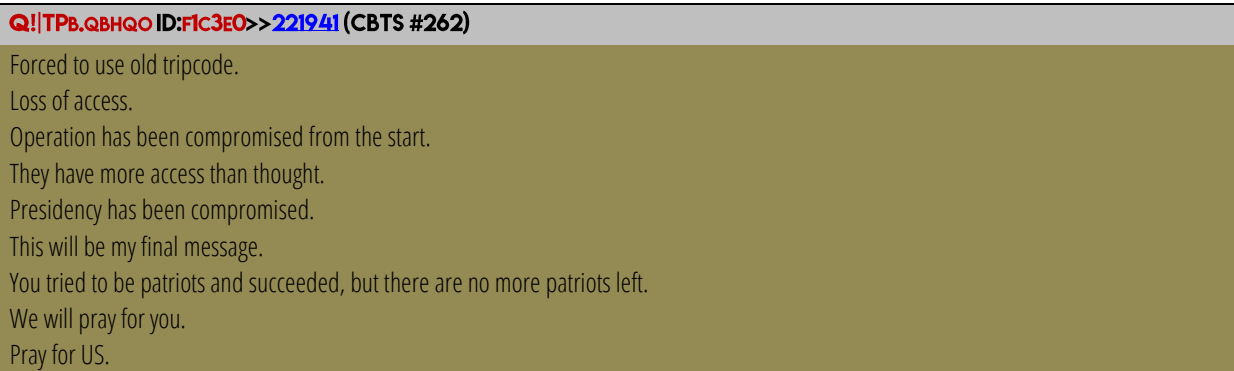 Q!|TPb.qbhqo ID:F1C3E0>>221941 (CBTS #262)
Forced to use old tripcode.
Loss of access.
Operation has been compromised from the start.
They have more access than thought.
Presidency has been compromised.
This will be my final message.
You tried to be patriots and succeeded, but there are no more patriots left.
We will pray for you.
Pray for US.